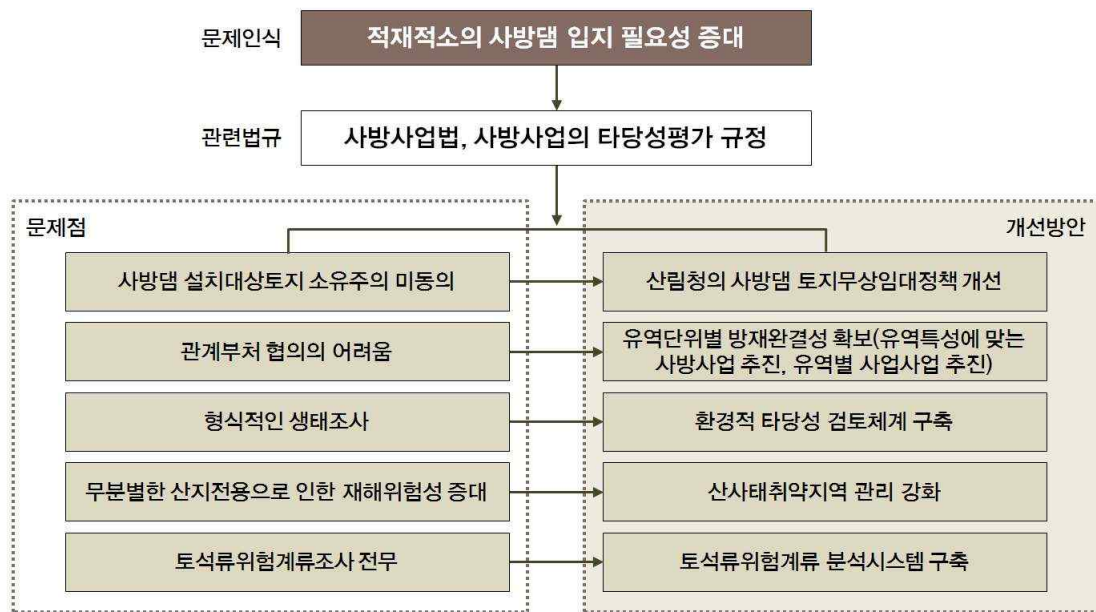 문제인식
적재적소의 사방댐 입지 필요성 증대
관련법규
사방사업법, 사방사업의 타당성평가 규정
문제점
개선방안
사방댐 설치대상토지 소유주의 미동의
산림청의 사방댐 토지무상임대정책 개선
관계부처 협의의 어려움
유역단위별 방재완결성 확보(유역특성에 맞는
사방사업 추진, 유역별 사업사업 추진)
형식적인 생태조사
환경적 타당성 검토체계 구축
무분별한 산지전용으로 인한 재해위험성 증대
산사태취약지역 관리 강화
토석류위험계류조사 전무
토석류위험계류 분석시스템 구축